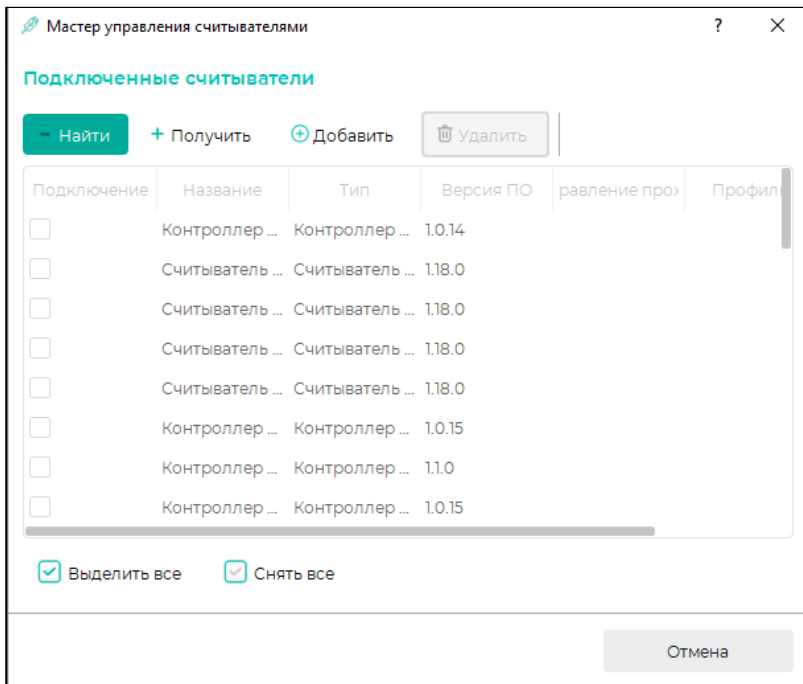 Мастер управления считывателями ?
Подключенные считыватели
Найти + Получить Добавить Удалить
Подключение Название Тип Версия ПО равление прох Профиль
Контроллер ... Контроллер ... 1.0.14
Считыватель ... Считыватель ... 1.18.0
Считыватель ... Считыватель ... 1.18.0
Считыватель ... Считыватель ... 1.18.0
Считыватель ... Считыватель ... 1.18.0
Контроллер ... Контроллер ... 1.0.15
Контроллер ... Контроллер ... 1.1.0
Контроллер ... Контроллер ... 1.0.15
Выделить все Снять все
Отмена